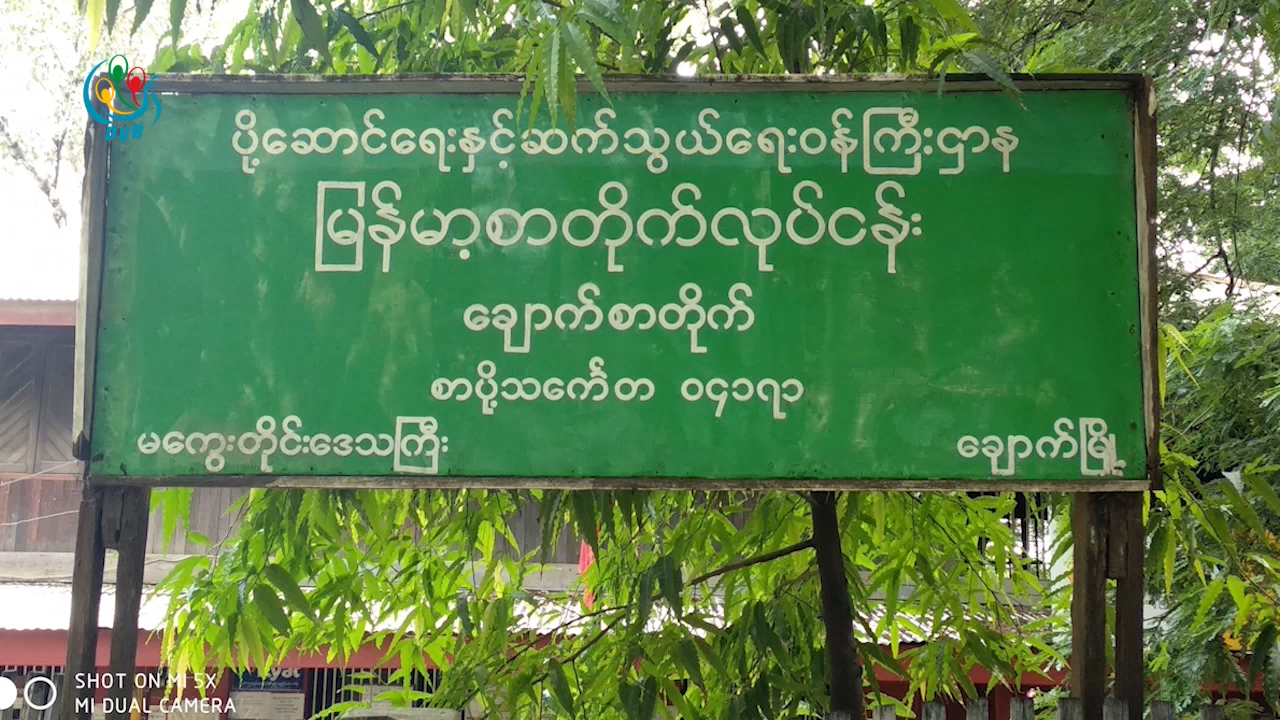 DVB
ပို့ဆောင်ရေးနှင့်ဆက်သွယ်ရေးဝန်ကြီးဌာန
မြန်မာ့စာတိုက်လုပ်ငန်း
ချောက်စာတိုက်
စာပို့သင်္ကေတ ၀၄၁၇၁
မကွေးတိုင်းဒေသကြီး
ချောက်မြို့
SHOT ON MI 5X
MI DUAL CAMERA